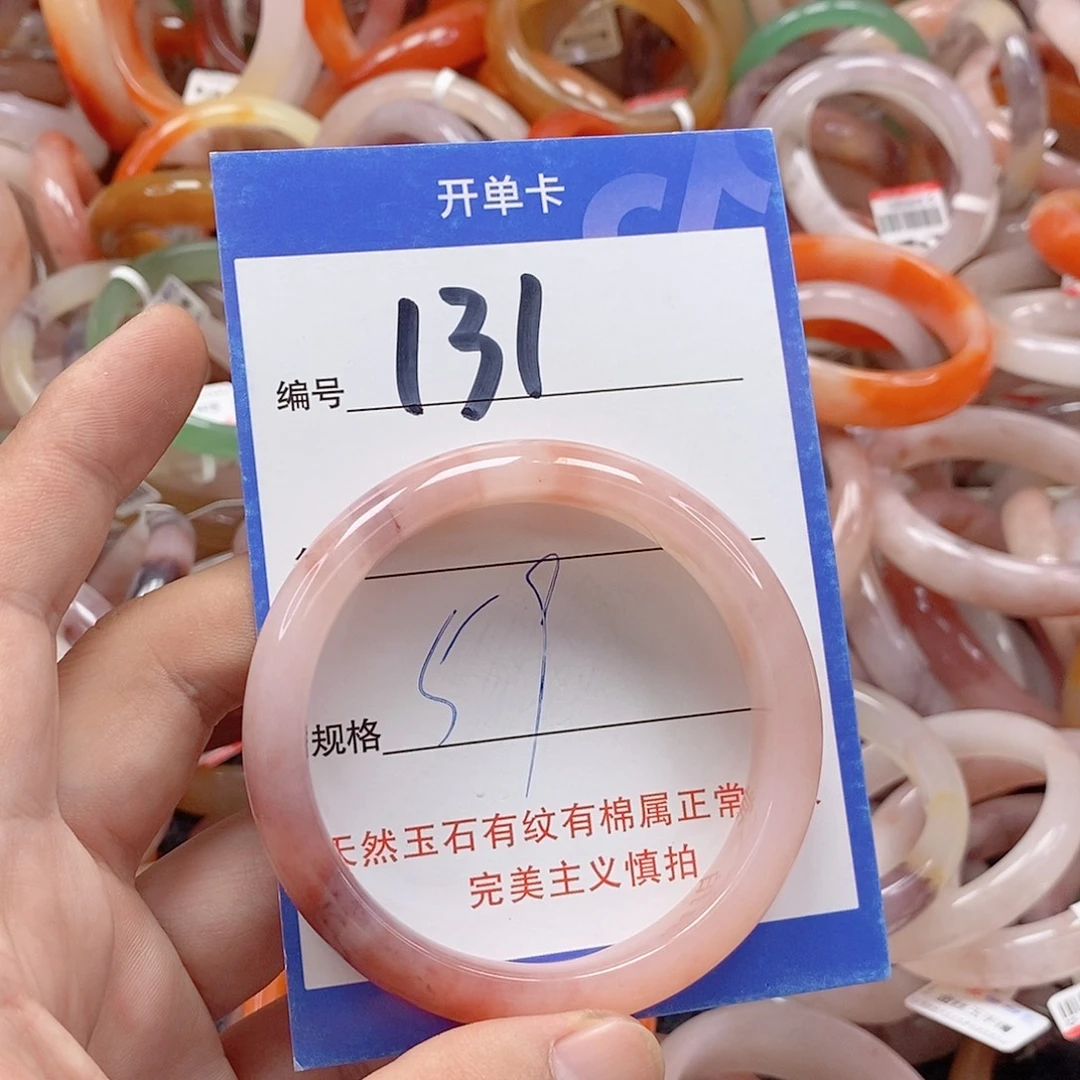 开单卡
编号 131
规格 59
天然玉石有纹有棉属正常
完美主义慎拍